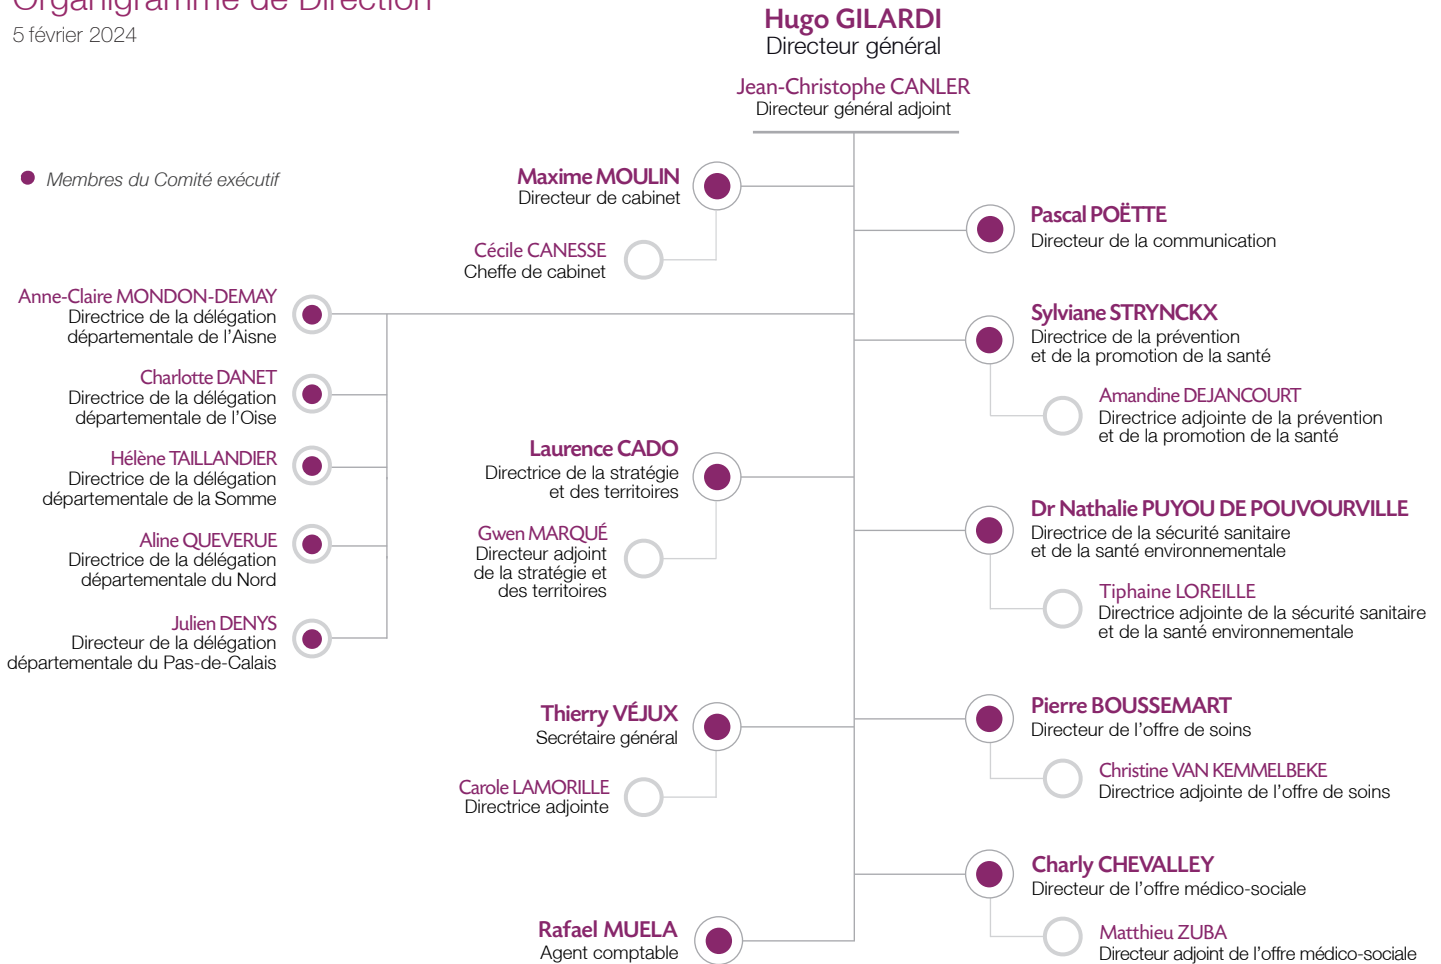 Organigramme de Direction
5 février 2024
Hugo GILARDI
Directeur général
Jean-Christophe CANLER
Directeur général adjoint
Membres du Comité exécutif
Maxime MOULIN
Directeur de cabinet
Cécile CANESSE
Cheffe de cabinet
Anne-Claire MONDON-DEMAY
Directrice de la délégation
départementale de l’Aisne
Charlotte DANET
Directrice de la délégation
départementale de l’Oise
Hélène TAILLANDIER
Directrice de la délégation
départementale de la Somme
Aline QUEVERUE
Directrice de la délégation
départementale du Nord
Julien DENYS
Directeur de la délégation
départementale du Pas-de-Calais
Laurence CADO
Directrice de la stratégie
et des territoires
Gwen MARQUÉ
Directeur adjoint
de la stratégie et
des territoires
Thierry VÉJUX
Secrétaire général
Carole LAMORILLE
Directrice adjointe
Rafael MUELA
Agent comptable
Pascal POËTTE
Directeur de la communication
Sylviane STRYNCKX
Directrice de la prévention
et de la promotion de la santé
Amandine DEJANCOURT
Directrice adjointe de la prévention
et de la promotion de la santé
Dr Nathalie PUYOU DE POUVOURVILLE
Directrice de la sécurité sanitaire
et de la santé environnementale
Tiphaine LOREILLE
Directrice adjointe de la sécurité sanitaire
et de la santé environnementale
Pierre BOUSSEMART
Directeur de l’offre de soins
Christine VAN KEMMELBEKE
Directrice adjointe de l’offre de soins
Charly CHEVALLEY
Directeur de l’offre médico-sociale
Matthieu ZUBA
Directeur adjoint de l’offre médico-sociale